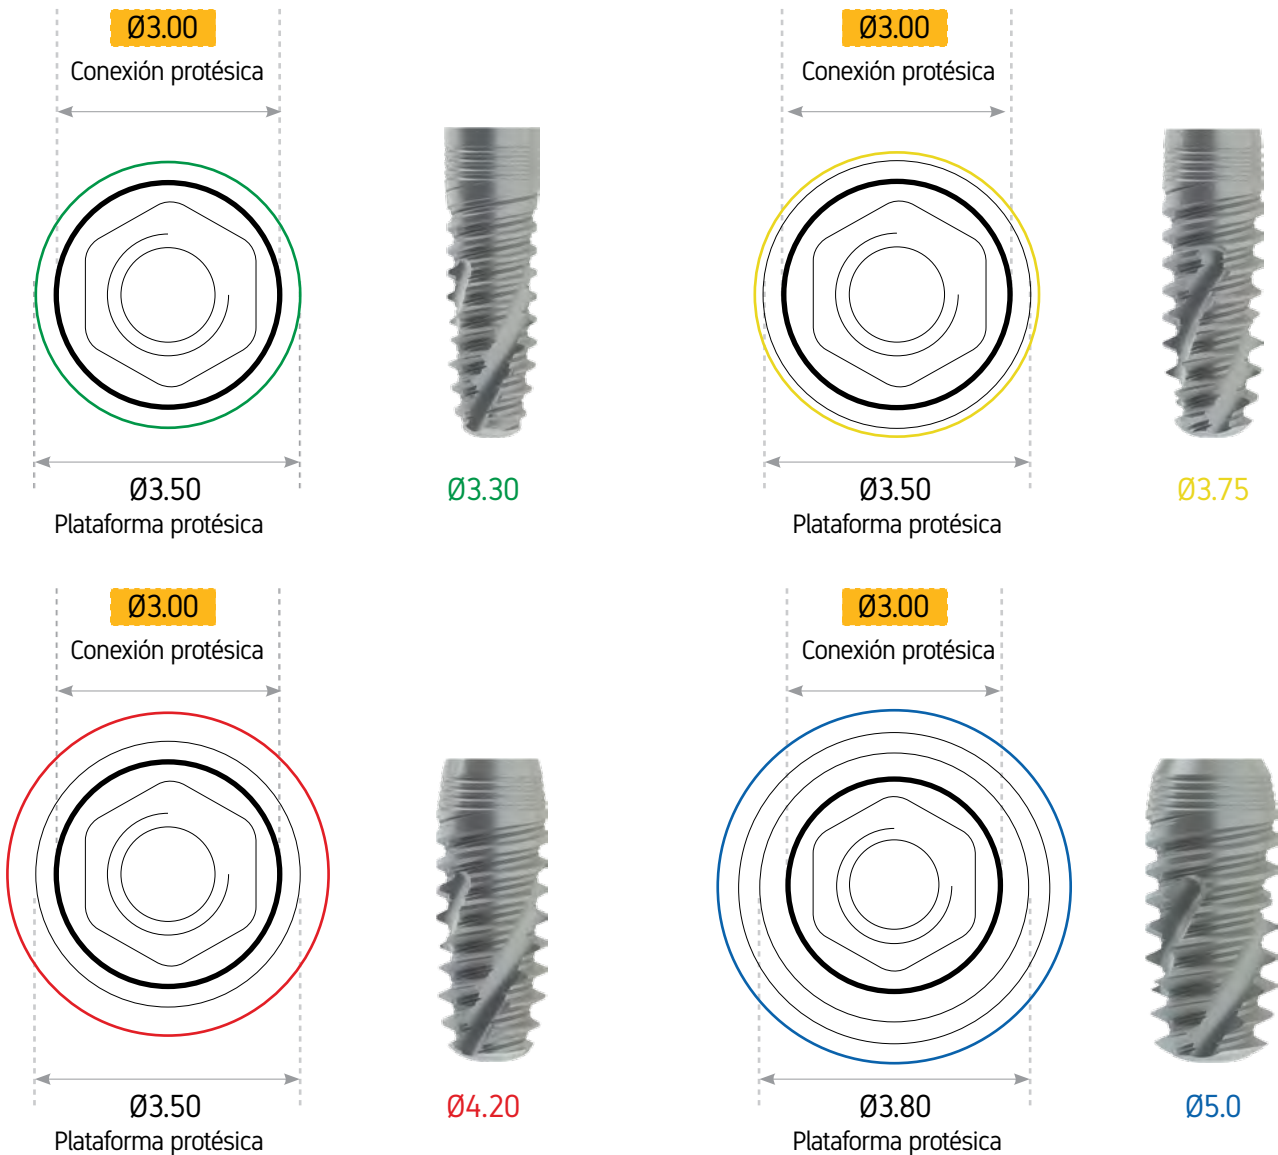 Ø3.00
Conexión protésica
Ø3.50
Plataforma protésica
Ø3.30
Ø3.00
Conexión protésica
Ø3.50
Plataforma protésica
Ø3.75
Ø3.00
Conexión protésica
Ø3.50
Plataforma protésica
Ø4.20
Ø3.00
Conexión protésica
Ø3.80
Plataforma protésica
Ø5.0